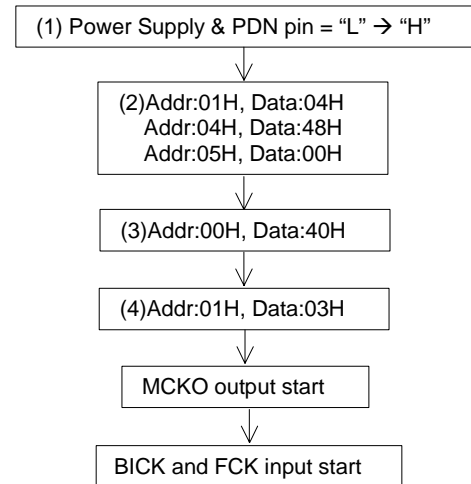 (1) Power Supply & PDN pin = “L” → “H”
(2)Addr:01H, Data:04H
Addr:04H, Data:48H
Addr:05H, Data:00H
(3)Addr:00H, Data:40H
(4)Addr:01H, Data:03H
MCKO output start
BICK and FCK input start